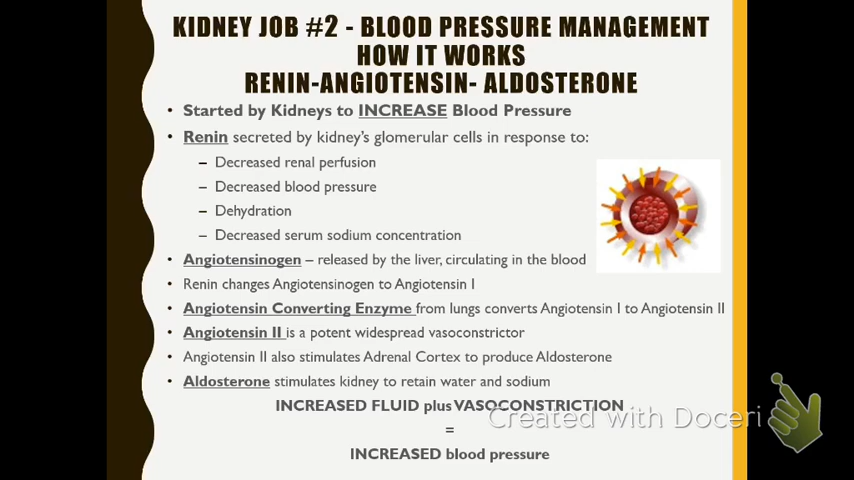 KIDNEY JOB #2 - BLOOD PRESSURE MANAGEMENT
HOW IT WORKS
RENIN-ANGIOTENSIN- ALDOSTERONE
• Started by Kidneys to INCREASE Blood Pressure
• Renin secreted by kidney's glomerular cells in response to:
– Decreased renal perfusion
– Decreased blood pressure
– Dehydration
– Decreased serum sodium concentration
• Angiotensinogen – released by the liver, circulating in the blood
• Renin changes Angiotensinogen to Angiotensin I
• Angiotensin Converting Enzyme from lungs converts Angiotensin I to Angiotensin II
• Angiotensin II is a potent widespread vasoconstrictor
• Angiotensin II also stimulates Adrenal Cortex to produce Aldosterone
• Aldosterone stimulates kidney to retain water and sodium
INCREASED FLUID plus VASOCONSTRICTION
Created with Doceri
=
INCREASED blood pressure